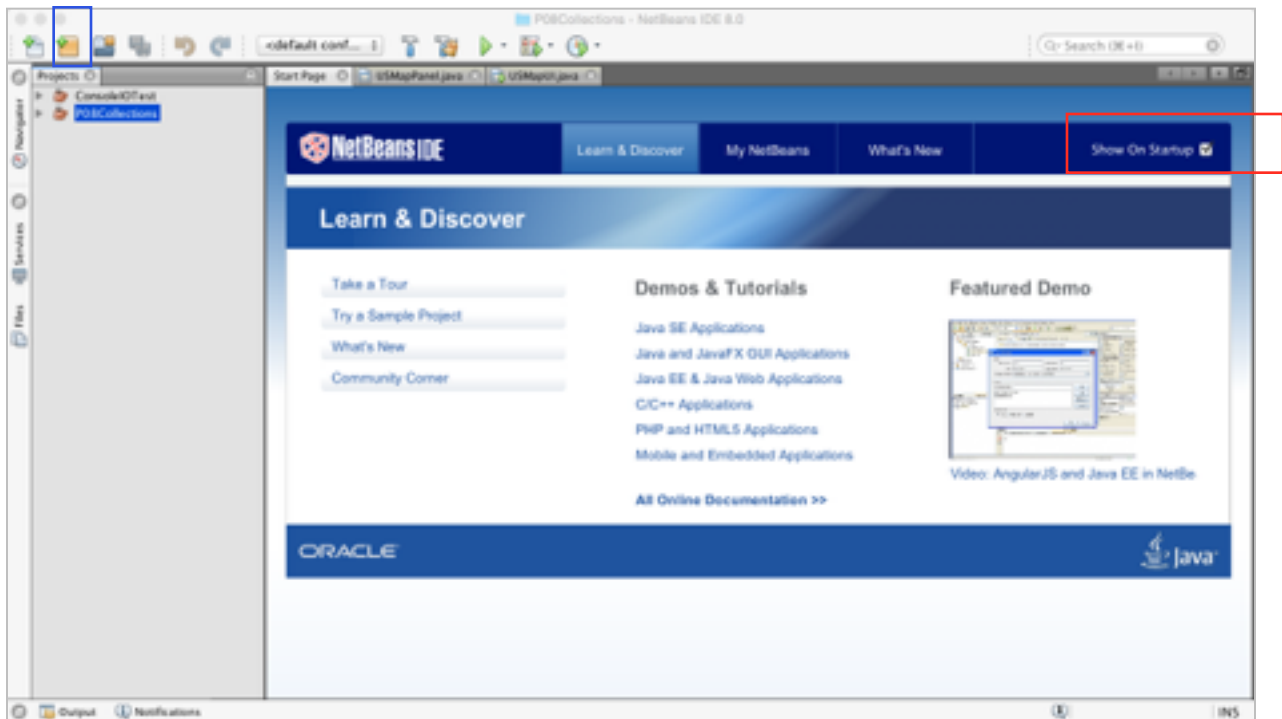 P08Collections - NetBeans IDE 8.0
<default conf...
Search (⌘+I)
Projects
Start Page
USMapPanel.java
USMapUI.java
ConsoleIOTest
P08Collections
Navigator
Services
Files
NetBeans IDE
Learn & Discover
My NetBeans
What's New
Show On Startup
Learn & Discover
Take a Tour
Try a Sample Project
What's New
Community Corner
Demos & Tutorials
Java SE Applications
Java and JavaFX GUI Applications
Java EE & Java Web Applications
C/C++ Applications
PHP and HTML5 Applications
Mobile and Embedded Applications
All Online Documentation >>
Featured Demo
Video: AngularJS and Java EE in NetBe
ORACLE
Java
Output
Notifications
INS